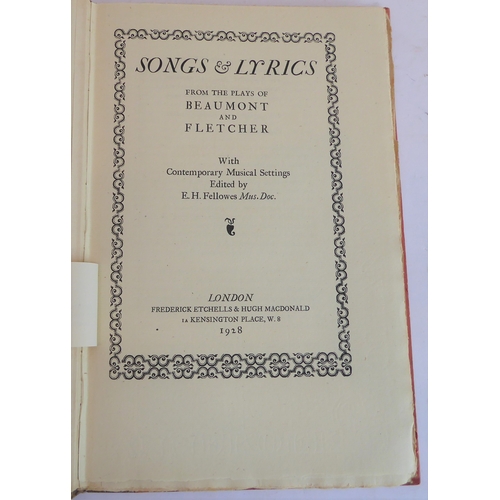 SONGS & LYRICS
FROM THE PLAYS OF
BEAUMONT
AND
FLETCHER
With
Contemporary Musical Settings
Edited by
E. H. Fellowes Mus. Doc.
LONDON
FREDERICK ETCHELLS & HUGH MACDONALD
1A KENSINGTON PLACE, W. 8
1928